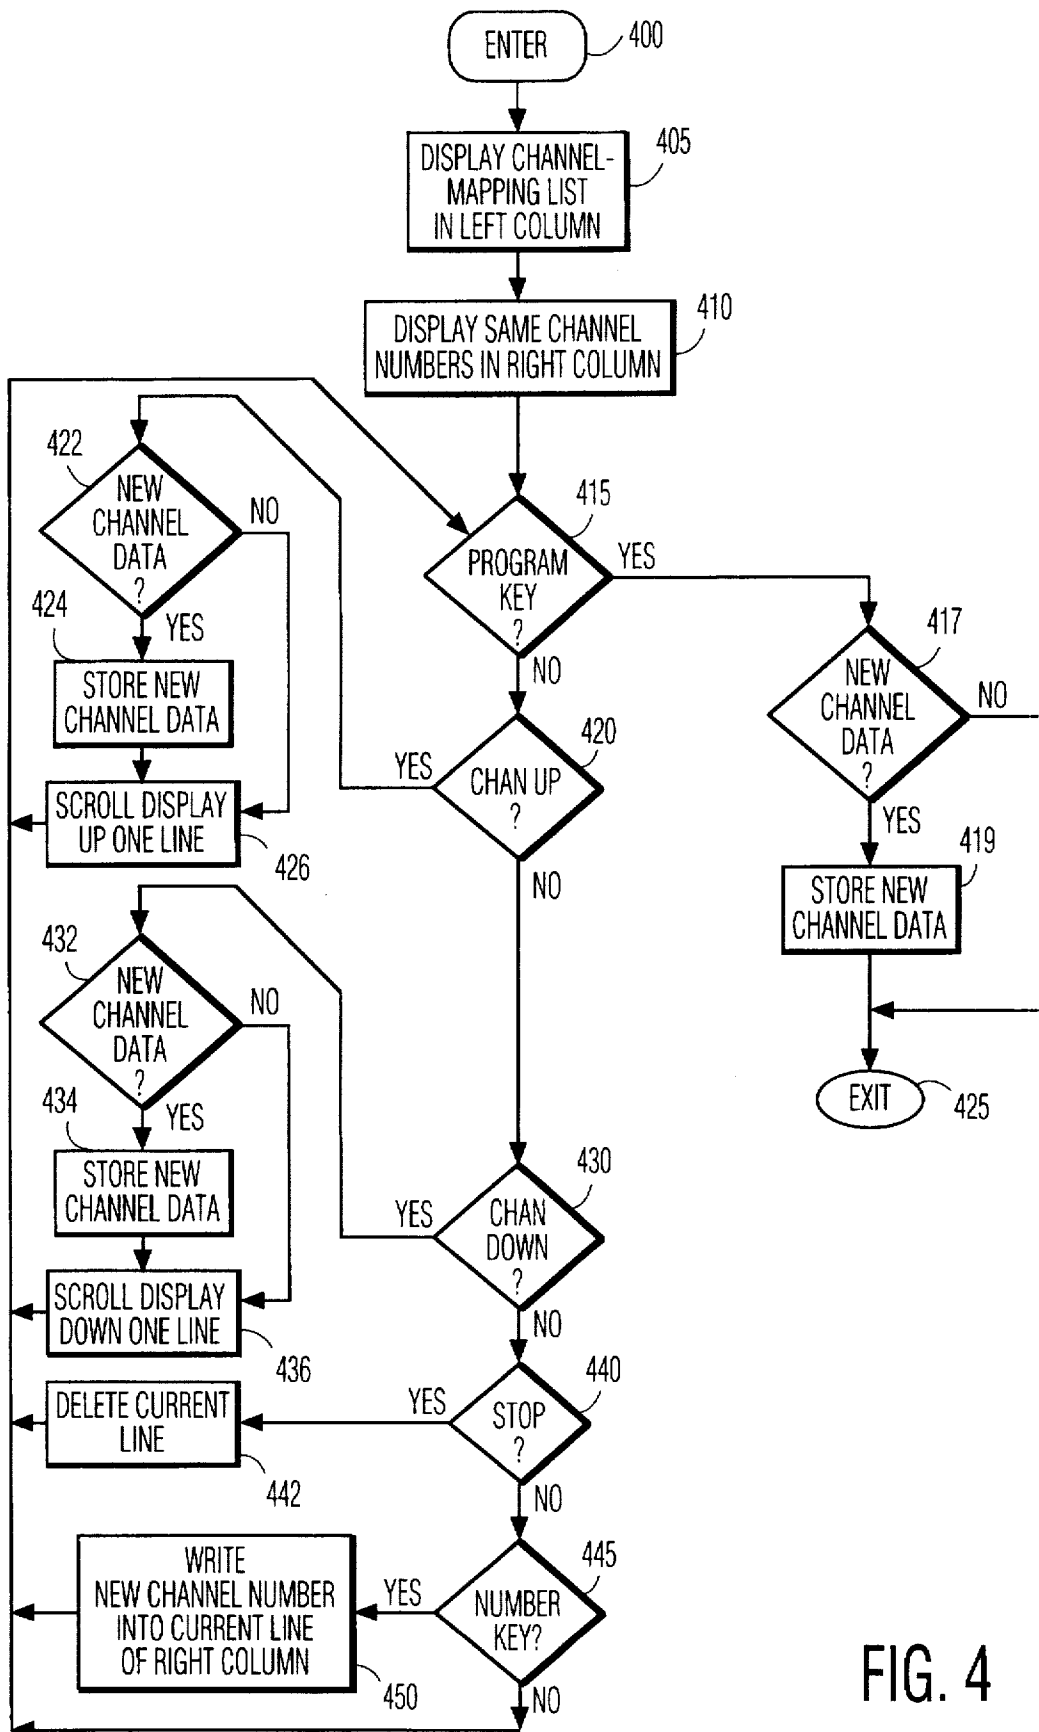 ENTER
400
DISPLAY CHANNEL-
MAPPING LIST
IN LEFT COLUMN
405
DISPLAY SAME CHANNEL
NUMBERS IN RIGHT COLUMN
410
PROGRAM
KEY
?
415
YES
NO
NEW
CHANNEL
DATA
?
417
NO
YES
STORE NEW
CHANNEL DATA
419
EXIT
425
CHAN UP
?
420
YES
NO
NEW
CHANNEL
DATA
?
422
NO
YES
424
STORE NEW
CHANNEL DATA
SCROLL DISPLAY
UP ONE LINE
426
CHAN
DOWN
?
430
YES
NO
NEW
CHANNEL
DATA
?
432
NO
YES
434
STORE NEW
CHANNEL DATA
SCROLL DISPLAY
DOWN ONE LINE
436
STOP
?
440
YES
NO
DELETE CURRENT
LINE
442
NUMBER
KEY?
445
YES
NO
WRITE
NEW CHANNEL NUMBER
INTO CURRENT LINE
OF RIGHT COLUMN
450
FIG. 4